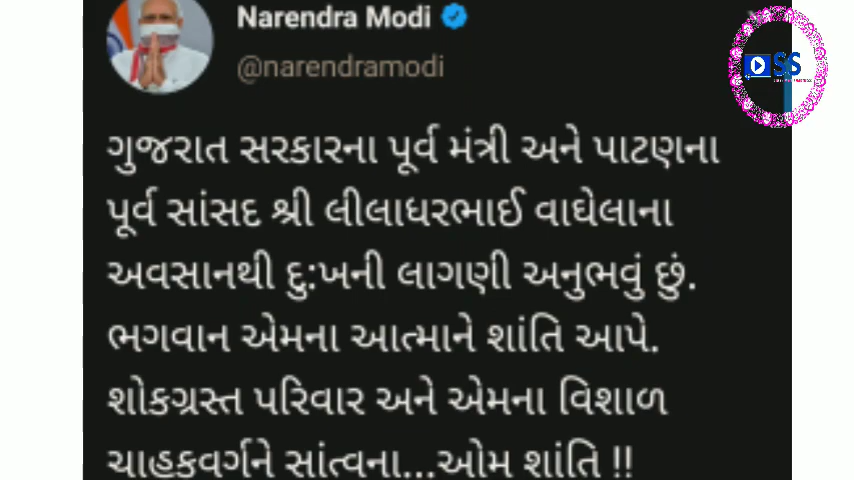 Narendra Modi
@narendramodi
SS
ગુજરાત સરકારના પૂર્વ મંત્રી અને પાટણના
પૂર્વ સાંસદ શ્રી લીલાધરભાઈ વાઘેલાના
અવસાનથી દુ:ખની લાગણી અનુભવું છું.
ભગવાન એમના આત્માને શાંતિ આપે.
શોકગ્રસ્ત પરિવાર અને એમના વિશાળ
ચાહકવર્ગને સાંત્વના...ઓમ શાંતિ !!